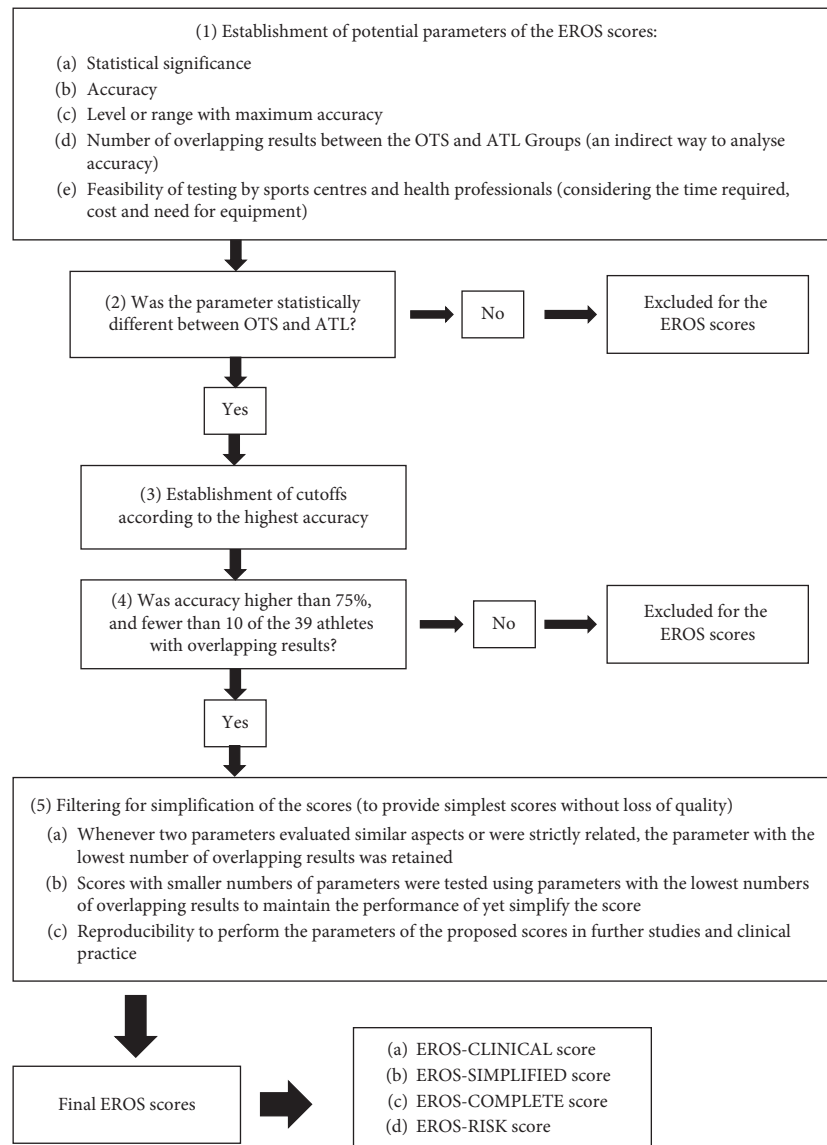 (1) Establishment of potential parameters of the EROS scores:
(a) Statistical significance
(b) Accuracy
(c) Level or range with maximum accuracy
(d) Number of overlapping results between the OTS and ATL Groups (an indirect way to analyse
accuracy)
(e) Feasibility of testing by sports centres and health professionals (considering the time required,
cost and need for equipment)
(2) Was the parameter statistically
different between OTS and ATL?
No
Excluded for the
EROS scores
Yes
(3) Establishment of cutoffs
according to the highest accuracy
(4) Was accuracy higher than 75%,
and fewer than 10 of the 39 athletes
with overlapping results?
No
Excluded for the
EROS scores
Yes
(5) Filtering for simplification of the scores (to provide simplest scores without loss of quality)
(a) Whenever two parameters evaluated similar aspects or were strictly related, the parameter with the
lowest number of overlapping results was retained
(b) Scores with smaller numbers of parameters were tested using parameters with the lowest numbers
of overlapping results to maintain the performance of yet simplify the score
(c) Reproducibility to perform the parameters of the proposed scores in further studies and clinical
practice
Final EROS scores
(a) EROS-CLINICAL score
(b) EROS-SIMPLIFIED score
(c) EROS-COMPLETE score
(d) EROS-RISK score